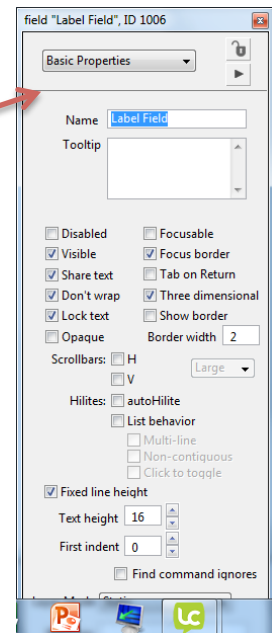 field "Label Field", ID 1006
Basic Properties
Name Label Field
Tooltip
Disabled Focusable
Visible Focus border
Share text Tab on Return
Don't wrap Three dimensional
Lock text Show border
Opaque Border width 2
Scrollbars: H Large
V
Hilites: autoHilite
List behavior
Multi-line
Non-contiguous
Click to toggle
Fixed line height
Text height 16
First indent 0
Find command ignores